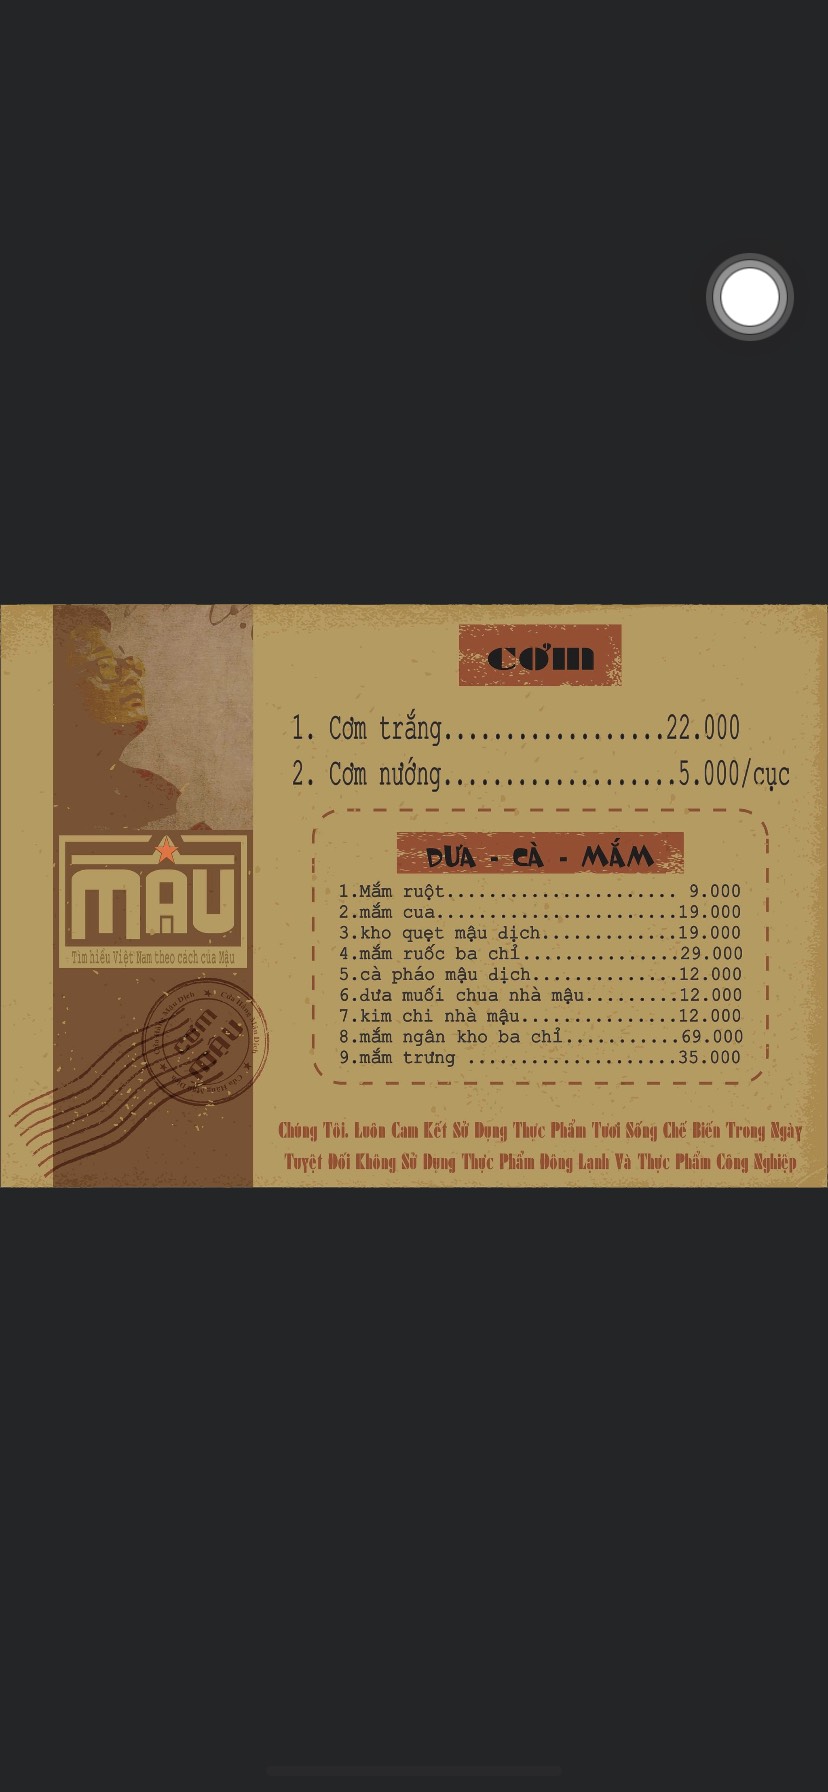 cơm
1. Cơm trắng..................22.000
2. Cơm nướng...................5.000/cục
DƯA - CÀ - MẮM
1.Mắm ruột...................... 9.000
2.mắm cua.......................19.000
3.kho quẹt mậu dịch.............19.000
4.mắm ruốc ba chỉ...............29.000
5.cà pháo mậu dịch..............12.000
6.dưa muối chua nhà mậu.........12.000
7.kim chi nhà mậu...............12.000
8.mắm ngân kho ba chỉ...........69.000
9.mắm trưng ....................35.000
MẬU
Tìm hiểu Việt Nam theo cách của Mậu
Cửa Hàng Mậu Dịch
CƠM
MẬU
Chúng Tôi. Luôn Cam Kết Sử Dụng Thực Phẩm Tươi Sống Chế Biến Trong Ngày
Tuyệt Đối Không Sử Dụng Thực Phẩm Đông Lạnh Và Thực Phẩm Công Nghiệp